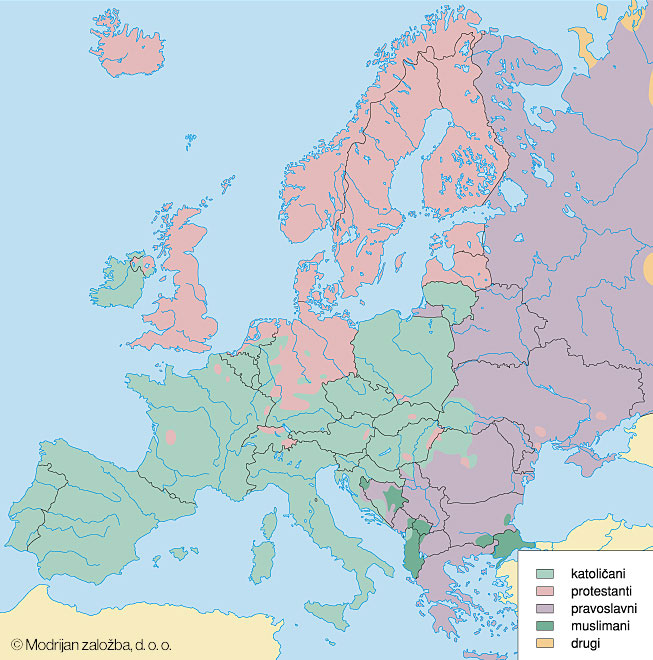 katoličani
protestanti
pravoslavni
muslimani
drugi
© Modrijan založba, d. o. o.